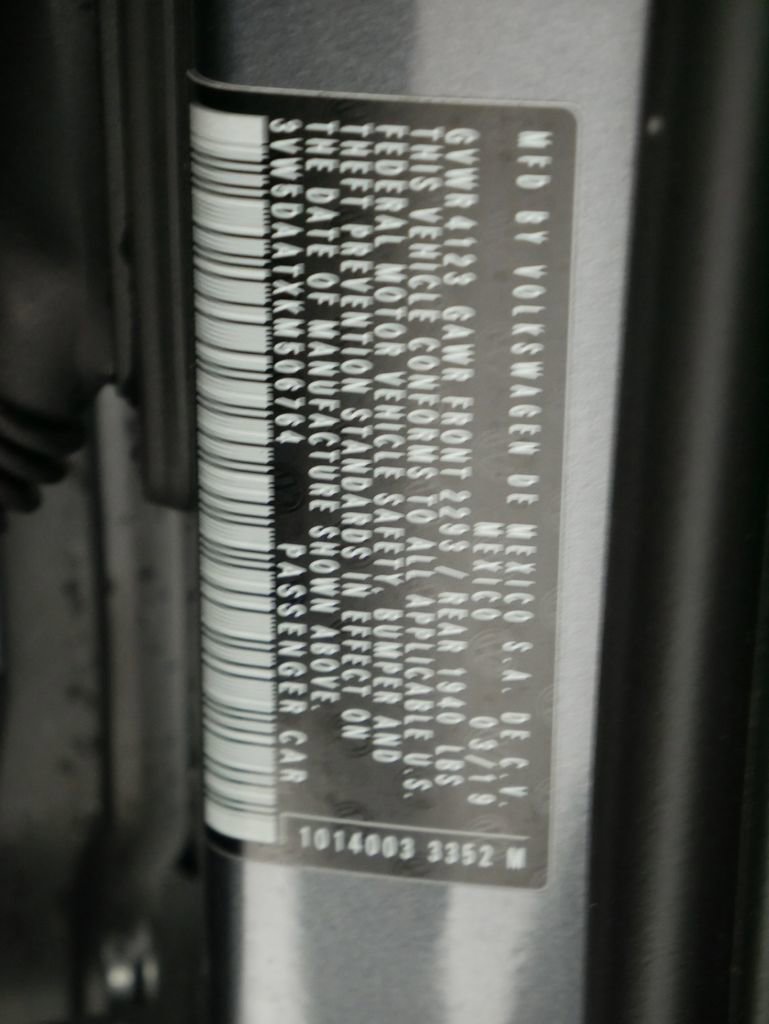 MFD BY VOLKSWAGEN DE MEXICO S.A. DE C.V.
MEXICO 03/19
GVWR 4123 GAWR FRONT 2293 / REAR 1940 LBS
THIS VEHICLE CONFORMS TO ALL APPLICABLE U.S.
FEDERAL MOTOR VEHICLE SAFETY, BUMPER AND
THEFT PREVENTION STANDARDS IN EFFECT ON
THE DATE OF MANUFACTURE SHOWN ABOVE.
3VW5DAATXKM506764 PASSENGER CAR
1014003 3352 M